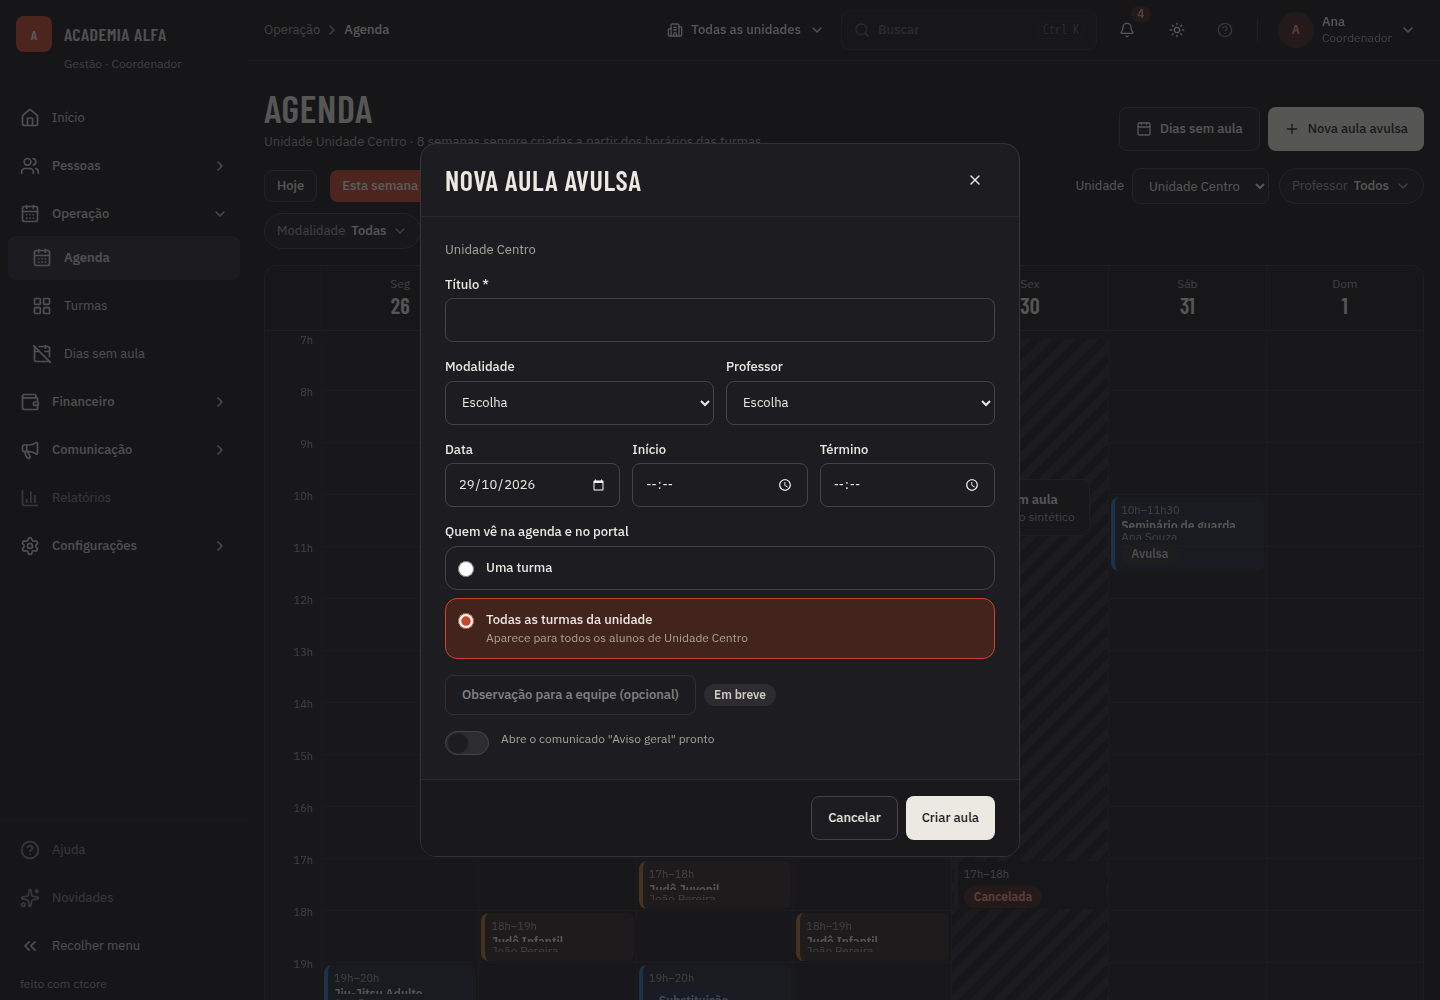 A
ACADEMIA ALFA
Gestão · Coordenador
Início
Pessoas
Operação
Agenda
Turmas
Dias sem aula
Financeiro
Comunicação
Relatórios
Configurações
Ajuda
Novidades
Recolher menu
feito com ctcore
Operação > Agenda
Todas as unidades
Buscar
Ctrl K
4
A
Ana
Coordenador
AGENDA
Unidade Unidade Centro · 8 semanas sempre criadas a partir dos horários das turmas
Dias sem aula
Nova aula avulsa
Hoje
Esta semana
Unidade
Unidade Centro
Professor Todos
Modalidade Todas
Seg
26
Sex
30
Sáb
31
Dom
1
7h
8h
9h
10h
11h
12h
13h
14h
15h
16h
17h
18h
19h
NOVA AULA AVULSA
Unidade Centro
Título *
Modalidade
Professor
Escolha
Escolha
Data
Início
Término
29/10/2026
--:--
--:--
Quem vê na agenda e no portal
Uma turma
Todas as turmas da unidade
Aparece para todos os alunos de Unidade Centro
Observação para a equipe (opcional)
Em breve
Abre o comunicado "Aviso geral" pronto
Cancelar
Criar aula
aula
sintético
10h–11h30
Seminário de guarda
Ana Souza
Avulsa
17h–18h
Judô Juvenil
João Pereira
17h–18h
Cancelada
18h–19h
Judô Infantil
João Pereira
18h–19h
Judô Infantil
João Pereira
19h–20h
Jiu-Jitsu Adulto
19h–20h
Substituição